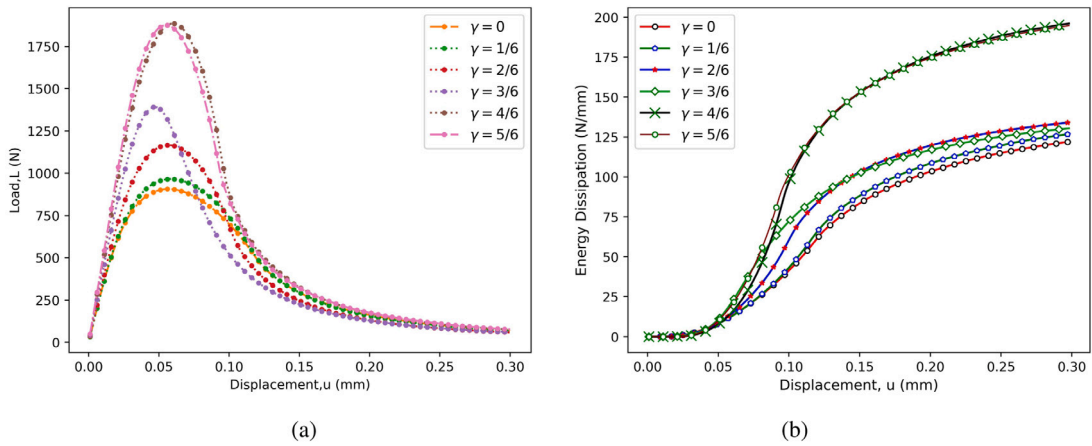 1750
1500
1250
1000
750
500
250
0
Load,L (N)
0.00 0.05 0.10 0.15 0.20 0.25 0.30
Displacement,u (mm)
γ = 0
γ = 1/6
γ = 2/6
γ = 3/6
γ = 4/6
γ = 5/6
(a)
200
175
150
125
100
75
50
25
0
Energy Dissipation (N/mm)
0.00 0.05 0.10 0.15 0.20 0.25 0.30
Displacement, u (mm)
γ = 0
γ = 1/6
γ = 2/6
γ = 3/6
γ = 4/6
γ = 5/6
(b)